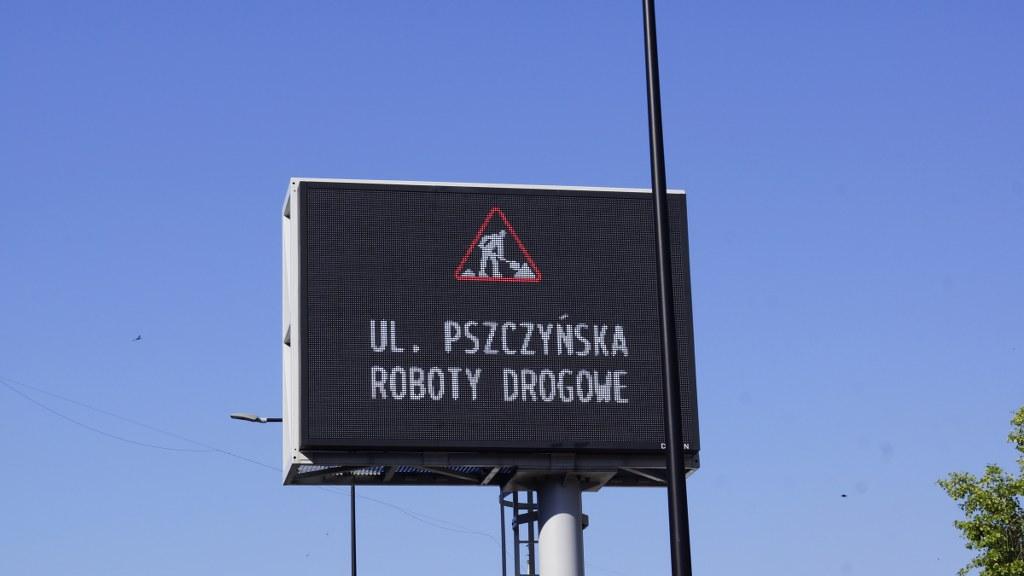 UL. PSZCZYŃSKA
ROBOTY DROGOWE